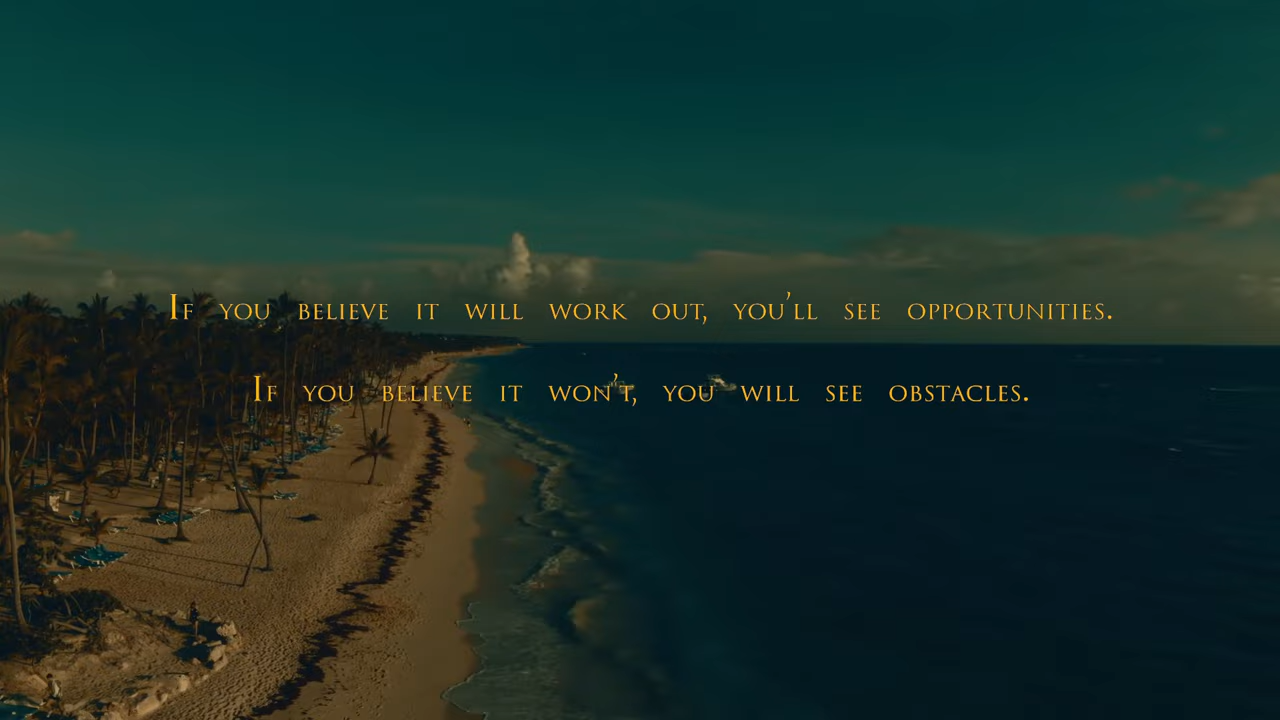 If you believe it will work out, you'll see opportunities.
If you believe it won't, you will see obstacles.